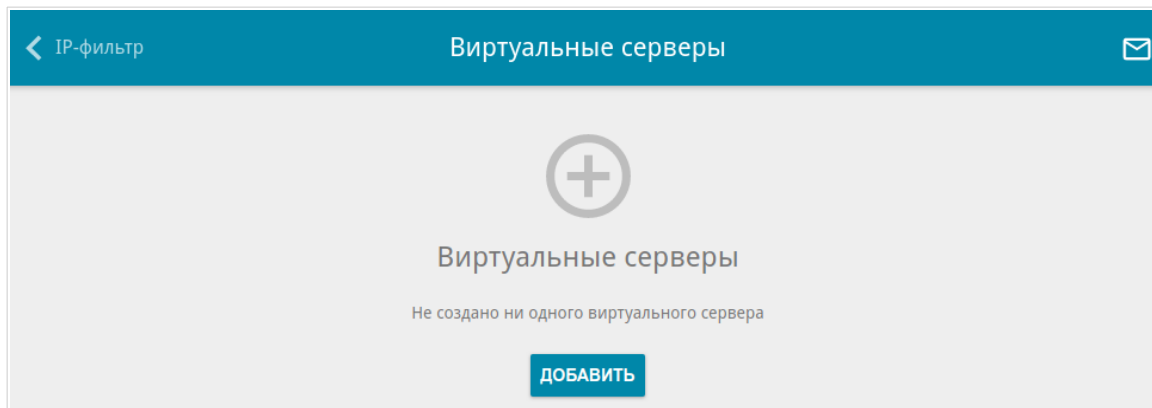 IP-фильтр
Виртуальные серверы
Виртуальные серверы
Не создано ни одного виртуального сервера
ДОБАВИТЬ